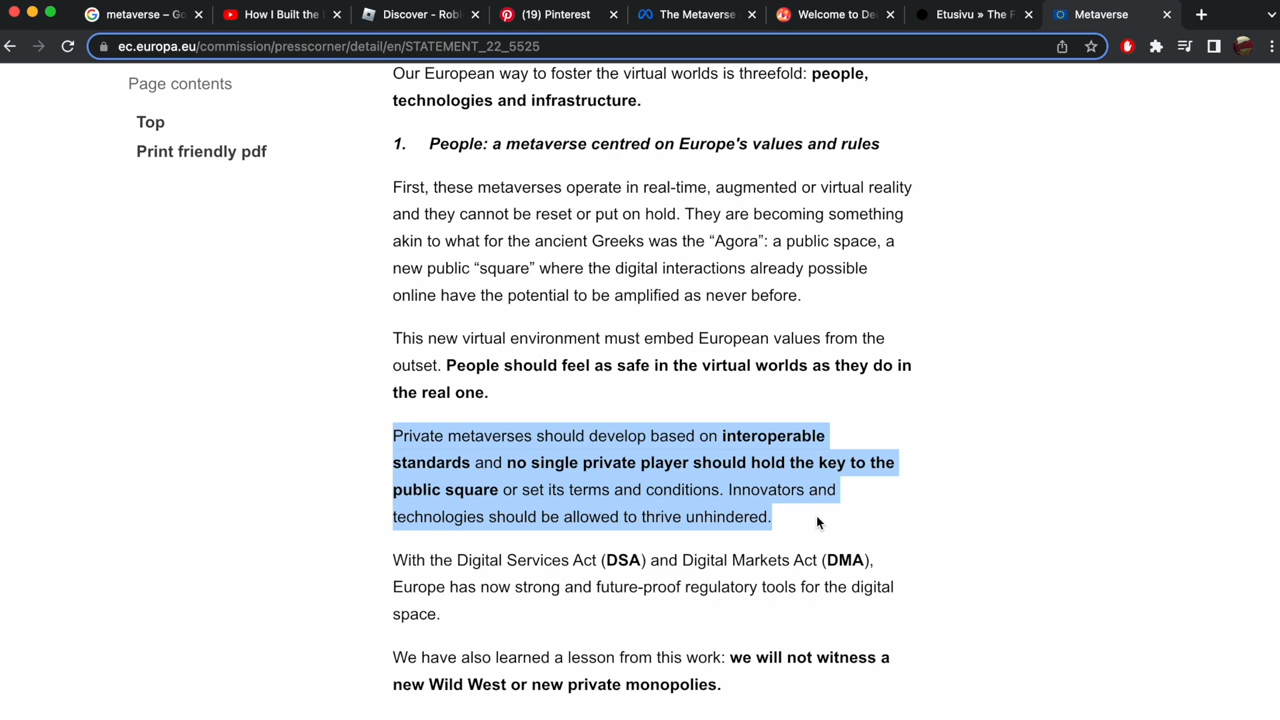 metaverse – Go
How I Built the
Discover - Robl
(19) Pinterest
The Metaverse
Welcome to De
Etusivu » The F
Metaverse
ec.europa.eu/commission/presscorner/detail/en/STATEMENT_22_5525
Page contents
Top
Print friendly pdf
Our European way to foster the virtual worlds is threefold: people,
technologies and infrastructure.
1. People: a metaverse centred on Europe's values and rules
First, these metaverses operate in real-time, augmented or virtual reality
and they cannot be reset or put on hold. They are becoming something
akin to what for the ancient Greeks was the “Agora”: a public space, a
new public “square” where the digital interactions already possible
online have the potential to be amplified as never before.
This new virtual environment must embed European values from the
outset. People should feel as safe in the virtual worlds as they do in
the real one.
Private metaverses should develop based on interoperable
standards and no single private player should hold the key to the
public square or set its terms and conditions. Innovators and
technologies should be allowed to thrive unhindered.
With the Digital Services Act (DSA) and Digital Markets Act (DMA),
Europe has now strong and future-proof regulatory tools for the digital
space.
We have also learned a lesson from this work: we will not witness a
new Wild West or new private monopolies.